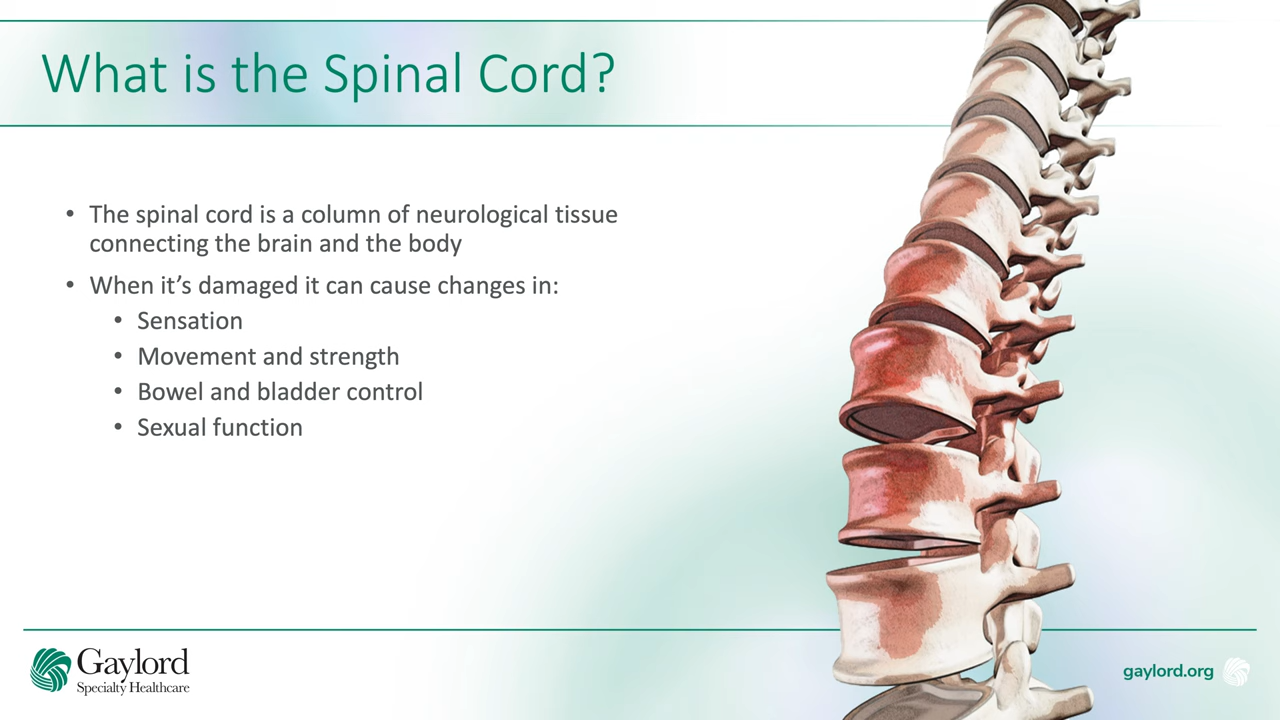 What is the Spinal Cord?
• The spinal cord is a column of neurological tissue
connecting the brain and the body
• When it’s damaged it can cause changes in:
• Sensation
• Movement and strength
• Bowel and bladder control
• Sexual function
Gaylord
Specialty Healthcare
gaylord.org